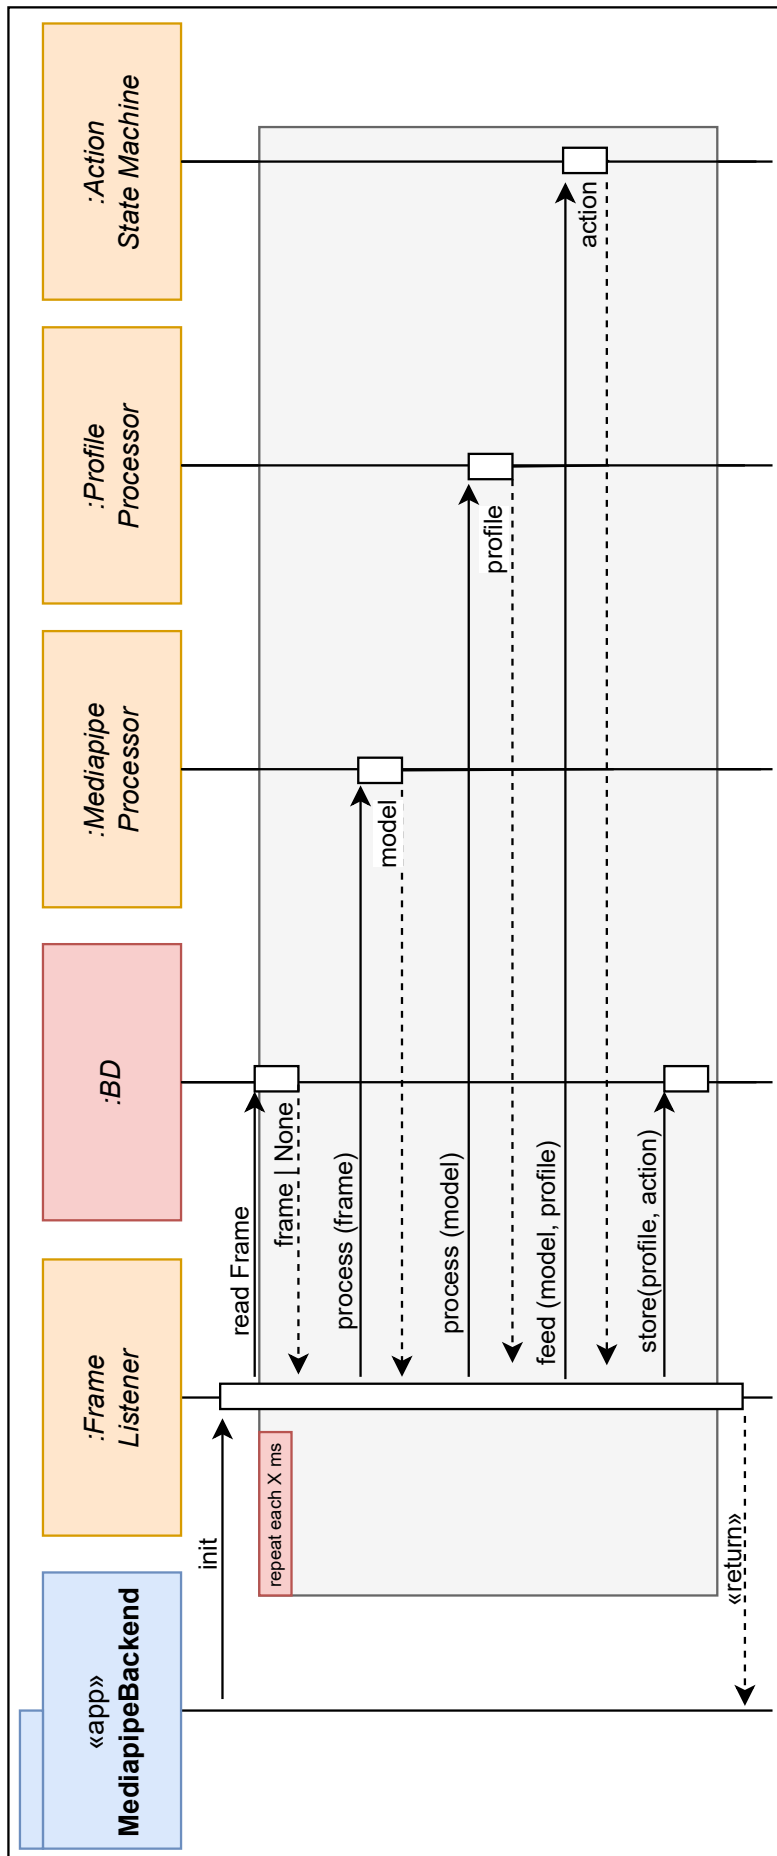 «app»
MediapipeBackend
:Frame
Listener
:BD
:Mediapipe
Processor
:Profile
Processor
:Action
State Machine
init
repeat each X ms
read Frame
frame | None
process (frame)
model
process (model)
profile
feed (model, profile)
action
store(profile, action)
«return»